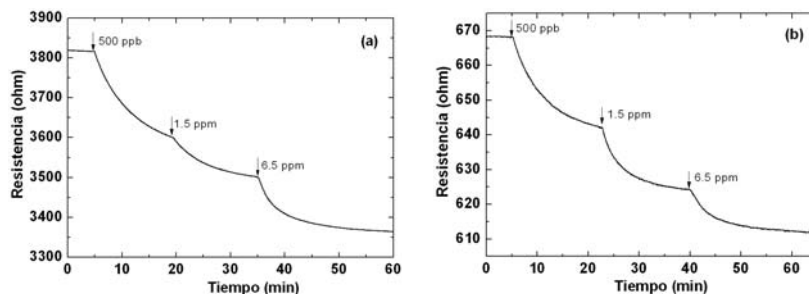 3900
3800
3700
3600
3500
3400
3300
Resistencia (ohm)
500 ppb
1.5 ppm
6.5 ppm
(a)
0 10 20 30 40 50 60
Tiempo (min)
670
660
650
640
630
620
610
Resistencia (ohm)
500 ppb
1.5 ppm
6.5 ppm
(b)
0 10 20 30 40 50 60
Tiempo (min)